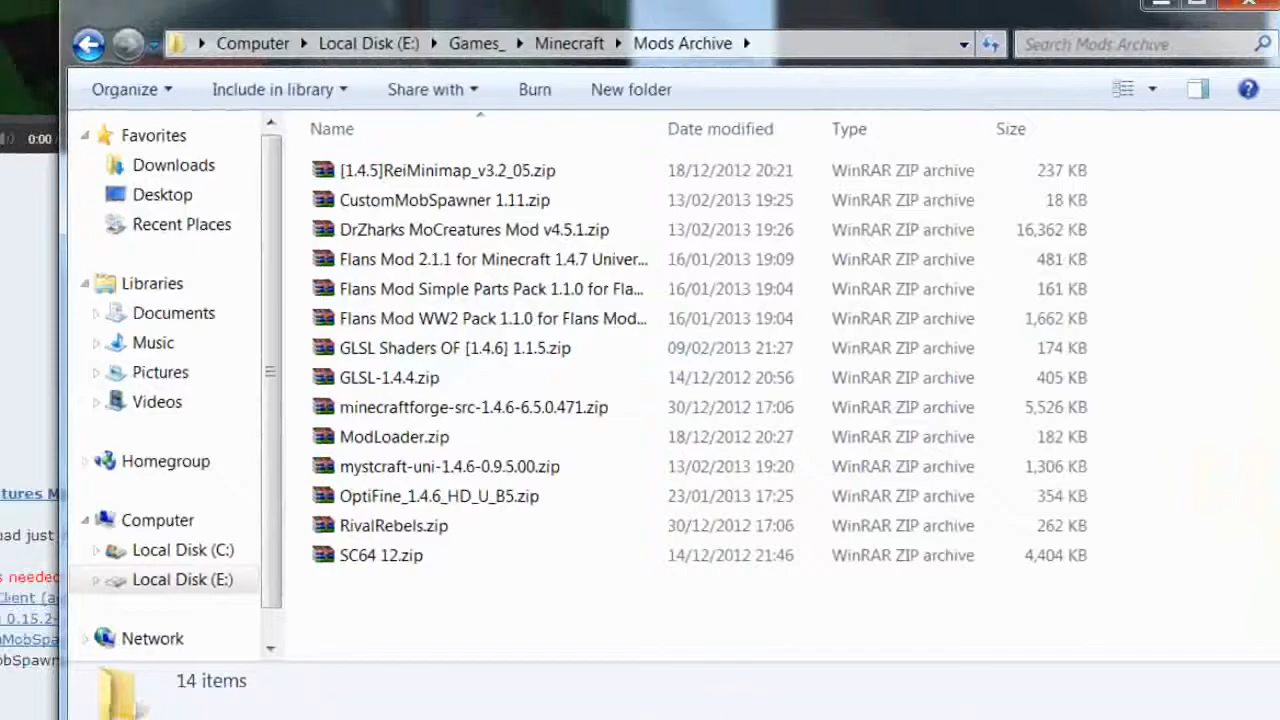 Computer Local Disk (E:) Games_ Minecraft Mods Archive Search Mods Archive
Organize Include in library Share with Burn New folder
0:00
Name Date modified Type Size
Favorites
Downloads
Desktop
Recent Places
Libraries
Documents
Music
Pictures
Videos
Homegroup
Computer
Local Disk (C:)
Local Disk (E:)
Network
[1.4.5]ReiMinimap_v3.2_05.zip 18/12/2012 20:21 WinRAR ZIP archive 237 KB
CustomMobSpawner 1.11.zip 13/02/2013 19:25 WinRAR ZIP archive 18 KB
DrZharks MoCreatures Mod v4.5.1.zip 13/02/2013 19:26 WinRAR ZIP archive 16,362 KB
Flans Mod 2.1.1 for Minecraft 1.4.7 Univer... 16/01/2013 19:09 WinRAR ZIP archive 481 KB
Flans Mod Simple Parts Pack 1.1.0 for Fla... 16/01/2013 19:04 WinRAR ZIP archive 161 KB
Flans Mod WW2 Pack 1.1.0 for Flans Mod... 16/01/2013 19:04 WinRAR ZIP archive 1,662 KB
GLSL Shaders OF [1.4.6] 1.1.5.zip 09/02/2013 21:27 WinRAR ZIP archive 174 KB
GLSL-1.4.4.zip 14/12/2012 20:56 WinRAR ZIP archive 405 KB
minecraftforge-src-1.4.6-6.5.0.471.zip 30/12/2012 17:06 WinRAR ZIP archive 5,526 KB
ModLoader.zip 18/12/2012 20:27 WinRAR ZIP archive 182 KB
mystcraft-uni-1.4.6-0.9.5.00.zip 13/02/2013 19:20 WinRAR ZIP archive 1,306 KB
OptiFine_1.4.6_HD_U_B5.zip 23/01/2013 17:25 WinRAR ZIP archive 354 KB
RivalRebels.zip 30/12/2012 17:06 WinRAR ZIP archive 262 KB
SC64 12.zip 14/12/2012 21:46 WinRAR ZIP archive 4,404 KB
tures M
ad just
s needed
Client (a
0.15.2-
nMobSpa
obSpawn
14 items